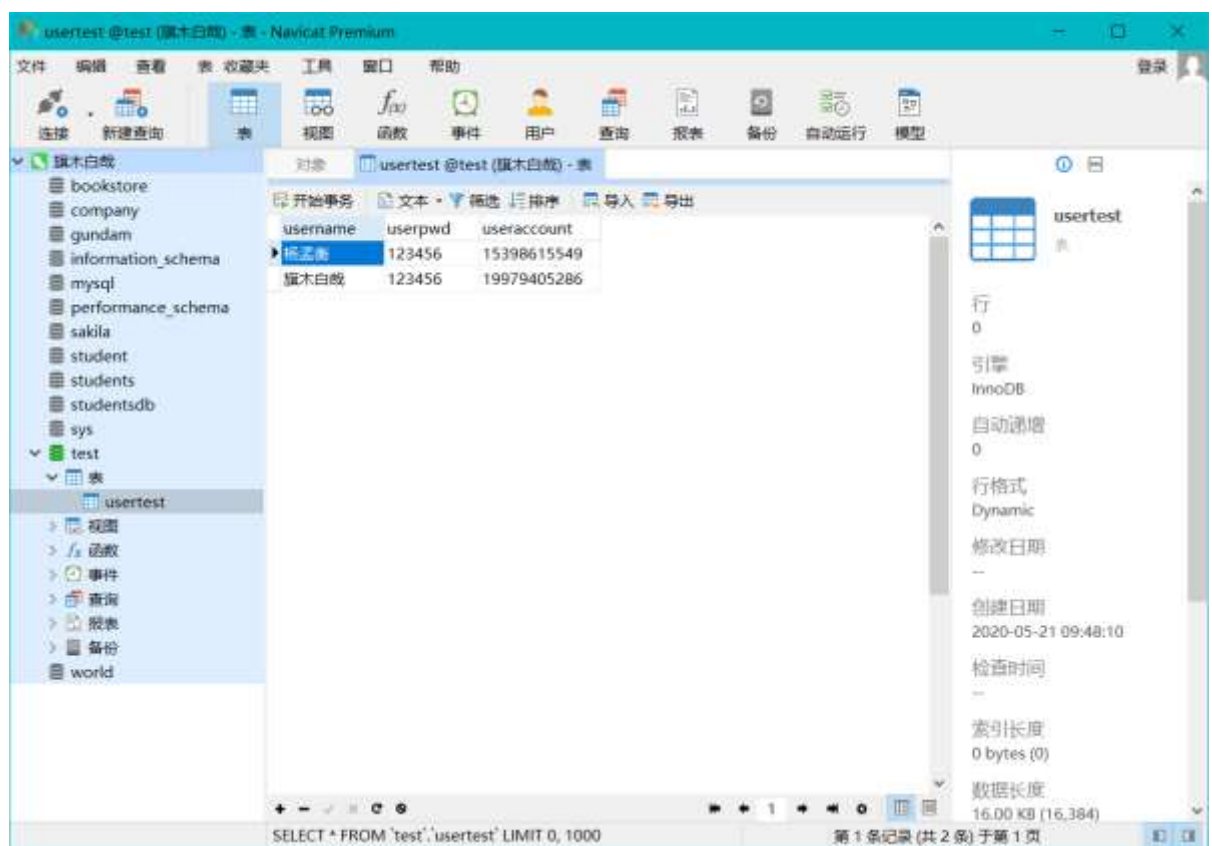 usertest @test (旗木白哉) - 表 - Navicat Premium
文件 编辑 查看 表 收藏夹 工具 窗口 帮助 登录
连接 新建查询 表 视图 函数 事件 用户 查询 报表 备份 自动运行 模型
旗木白哉
bookstore
company
gundam
information_schema
mysql
performance_schema
sakila
student
students
studentsdb
sys
test
表
usertest
视图
函数
事件
查询
报表
备份
world
对象 usertest @test (旗木白哉) - 表
开始事务 文本 筛选 排序 导入 导出
username userpwd useraccount
杨孟衡 123456 15398615549
旗木白哉 123456 19979405286
1
SELECT * FROM `test`.`usertest` LIMIT 0, 1000 第 1 条记录 (共 2 条) 于第 1 页
usertest
表
行
0
引擎
InnoDB
自动递增
0
行格式
Dynamic
修改日期
--
创建日期
2020-05-21 09:48:10
检查时间
--
索引长度
0 bytes (0)
数据长度
16.00 KB (16,384)